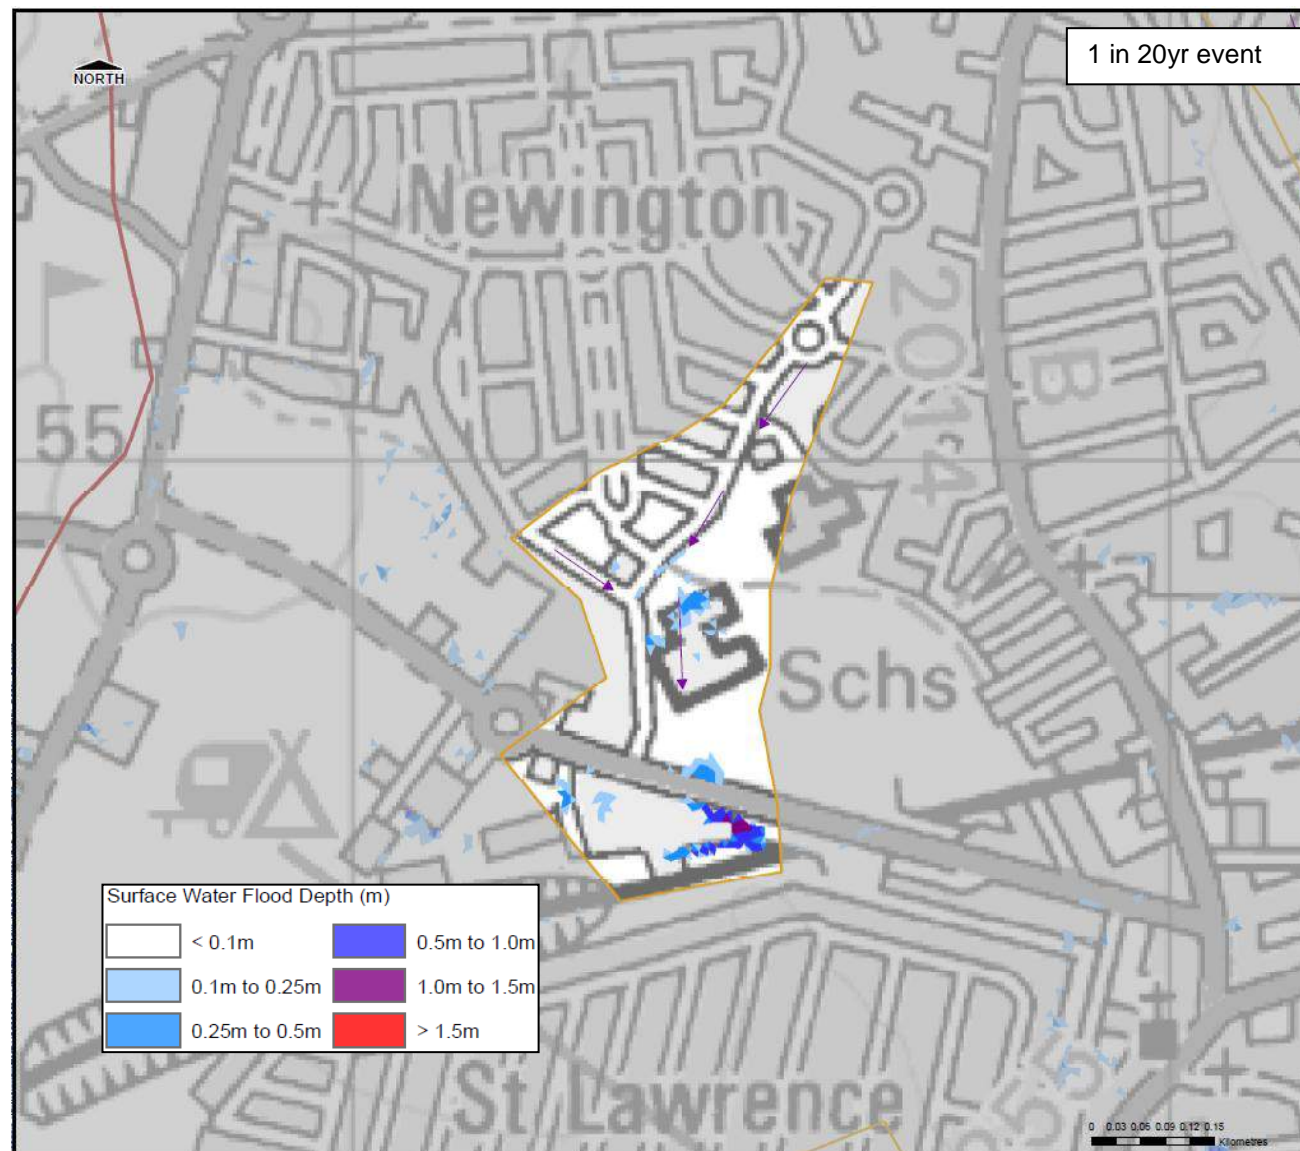 1 in 20yr event
NORTH
Newington
2014
B
55
Schs
Surface Water Flood Depth (m)
< 0.1m
0.5m to 1.0m
0.1m to 0.25m
1.0m to 1.5m
0.25m to 0.5m
> 1.5m
St Lawrence
0 0.03 0.06 0.09 0.12 0.15
Kilometres